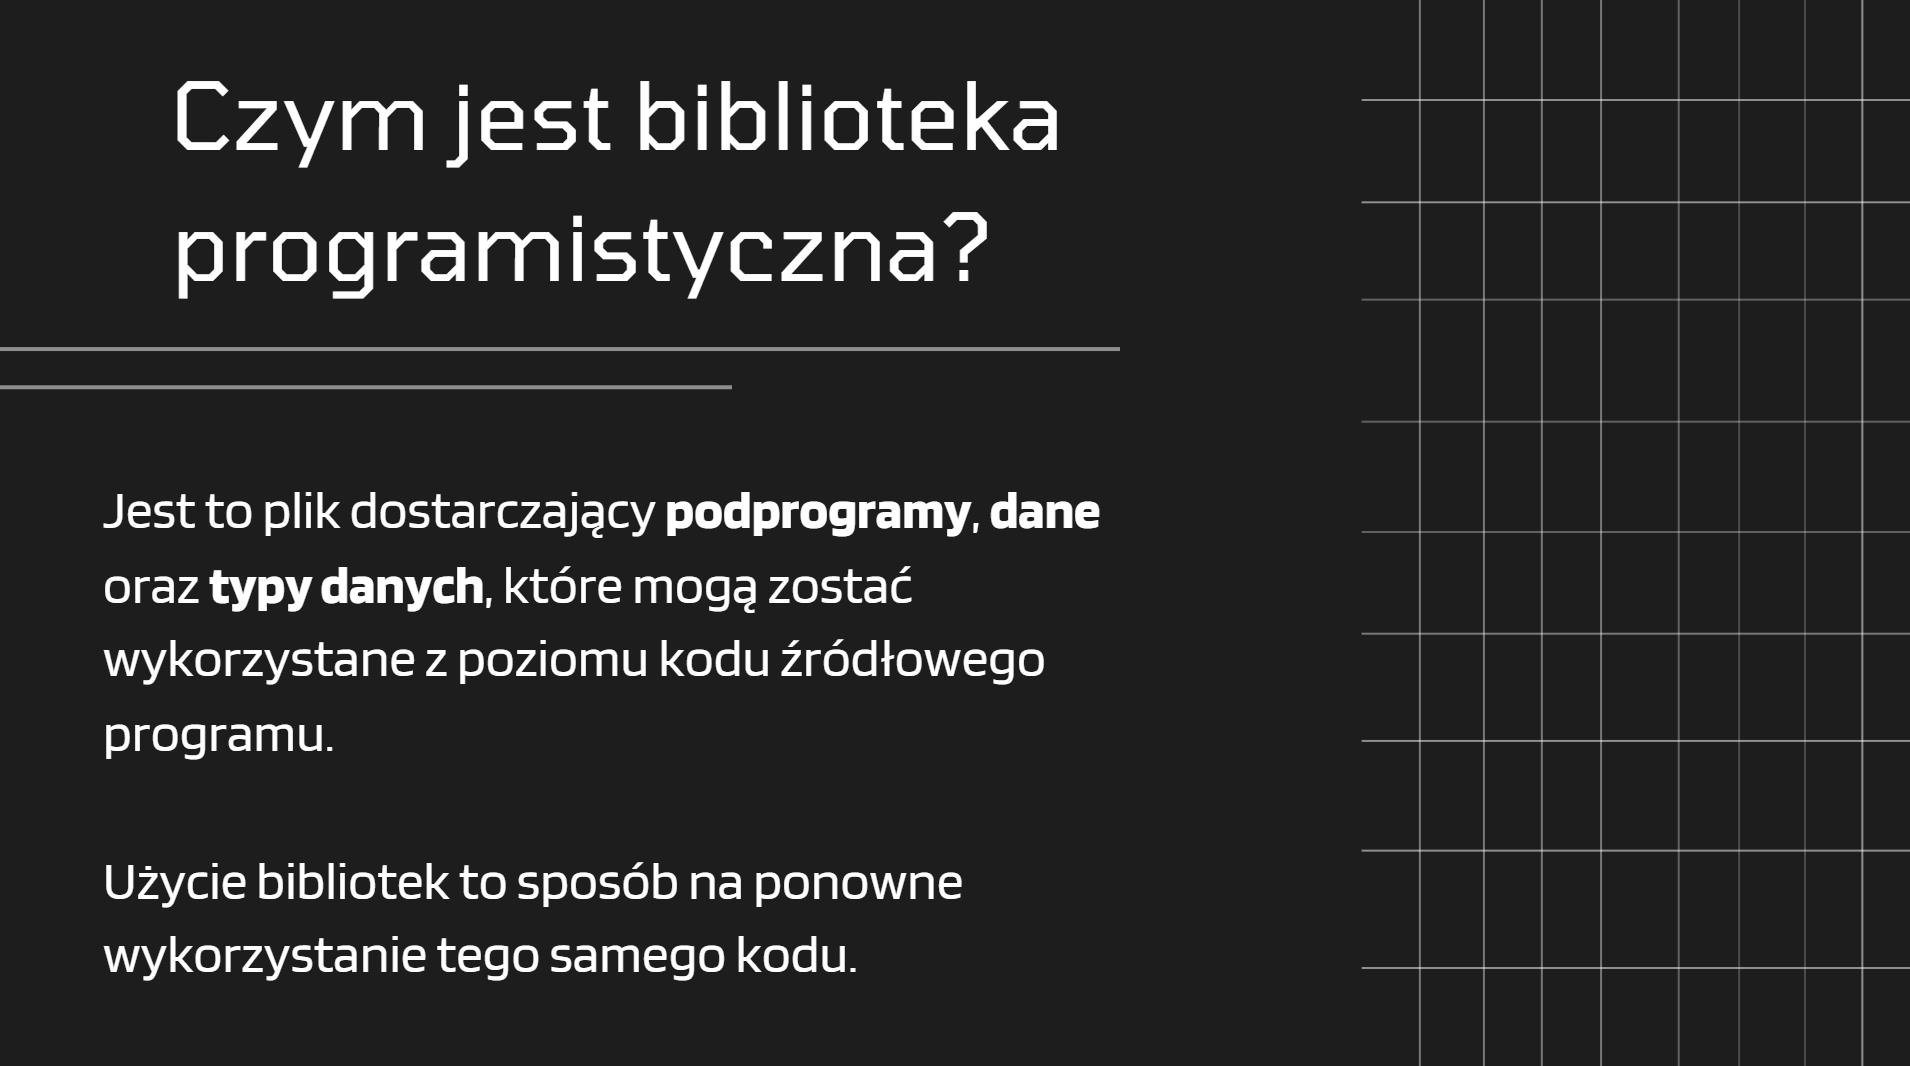 Czym jest biblioteka
programistyczna?
Jest to plik dostarczający podprogramy, dane
oraz typy danych, które mogą zostać
wykorzystane z poziomu kodu źródłowego
programu.
Użycie bibliotek to sposób na ponowne
wykorzystanie tego samego kodu.